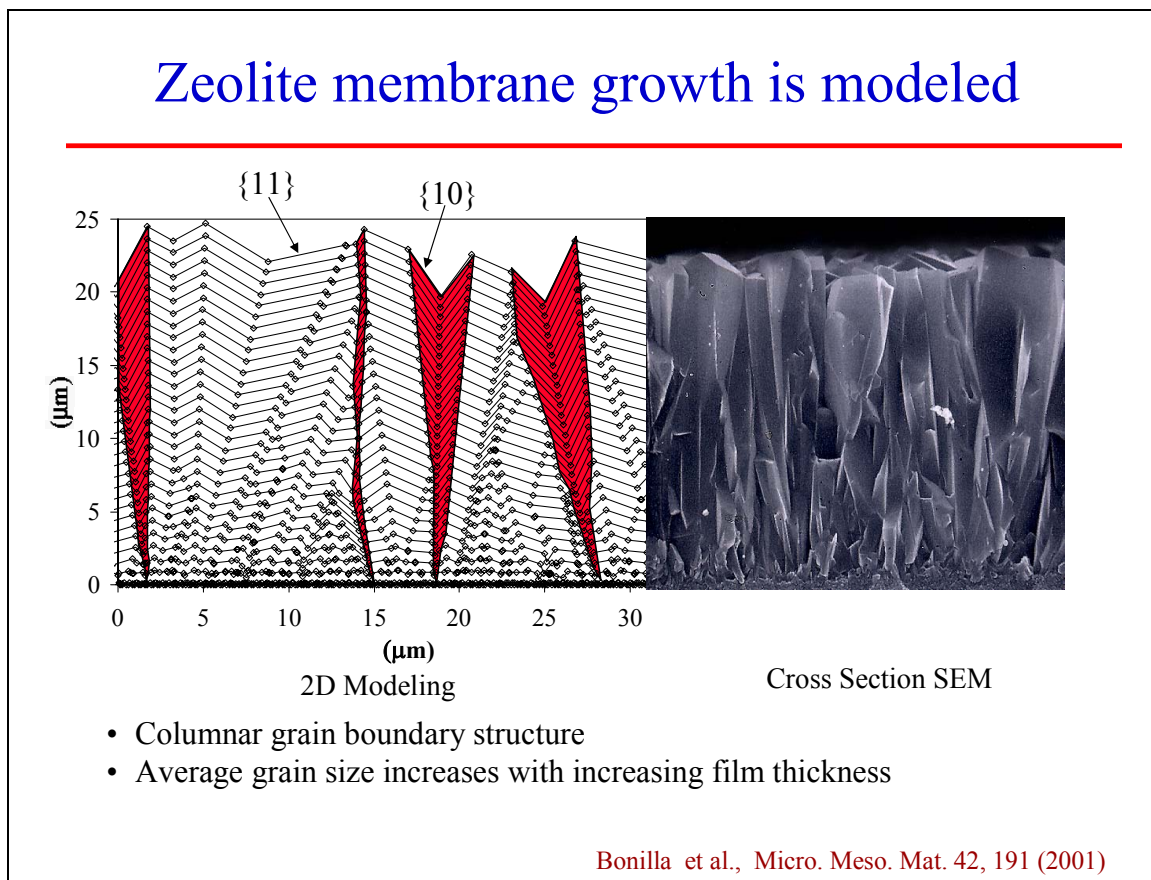 Zeolite membrane growth is modeled
{11}
{10}
25
20
15
10
5
0
(μm)
0 5 10 15 20 25 30
(μm)
2D Modeling
Cross Section SEM
• Columnar grain boundary structure
• Average grain size increases with increasing film thickness
Bonilla et al., Micro. Meso. Mat. 42, 191 (2001)